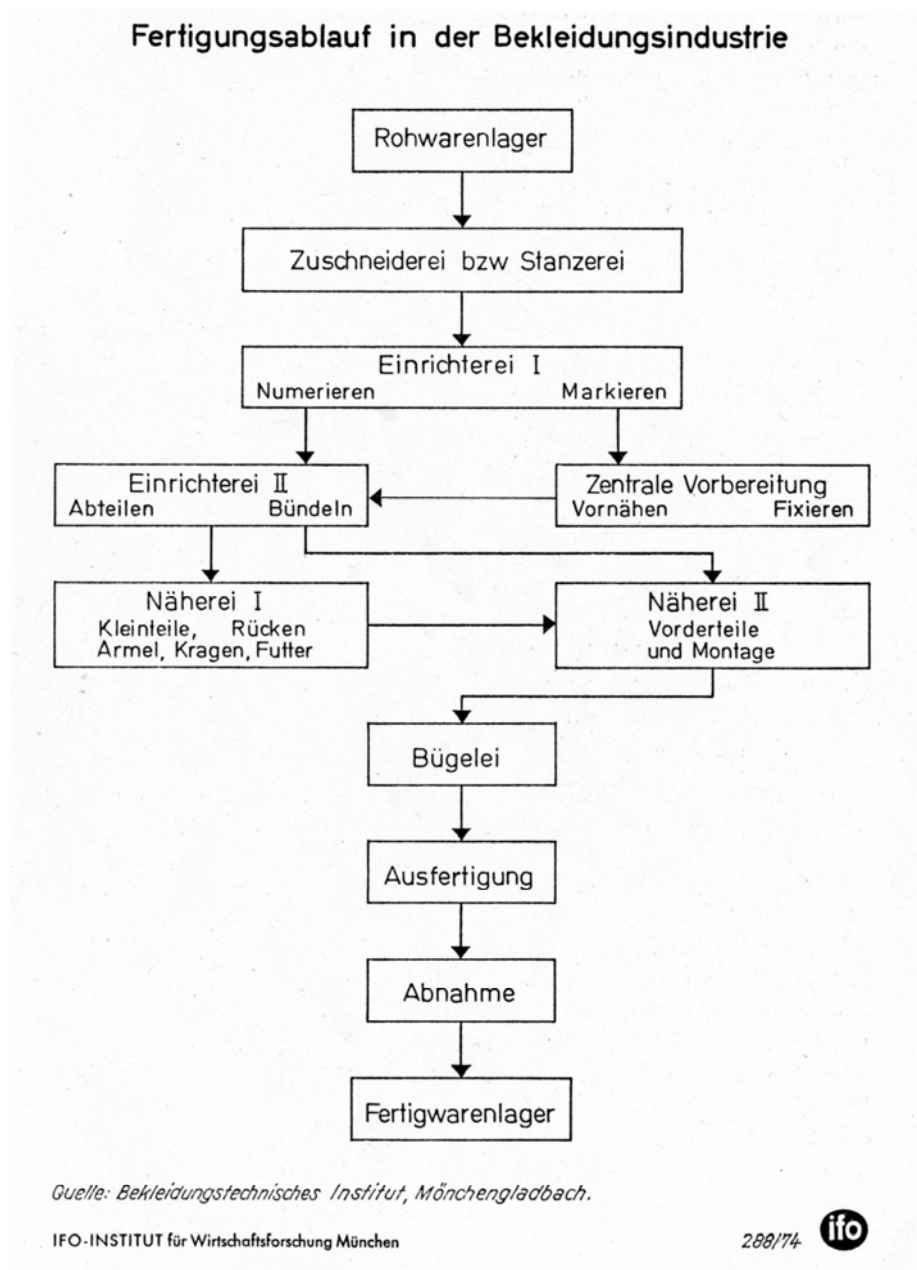 Fertigungsablauf in der Bekleidungsindustrie
Rohwarenlager
Zuschneiderei bzw Stanzerei
Einrichterei I
Numerieren Markieren
Einrichterei II
Abteilen Bündeln
Zentrale Vorbereitung
Vornähen Fixieren
Näherei I
Kleinteile, Rücken
Ärmel, Kragen, Futter
Näherei II
Vorderteile
und Montage
Bügelei
Ausfertigung
Abnahme
Fertigwarenlager
Quelle: Bekleidungstechnisches Institut, Mönchengladbach.
IFO-INSTITUT für Wirtschaftsforschung München
288/74
ifo